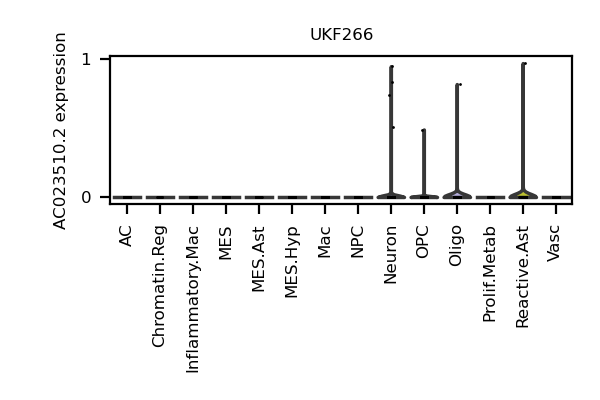 UKF266
AC023510.2 expression
1
0
AC
Chromatin.Reg
Inflammatory.Mac
MES
MES.Ast
MES.Hyp
Mac
NPC
Neuron
OPC
Oligo
Prolif.Metab
Reactive.Ast
Vasc